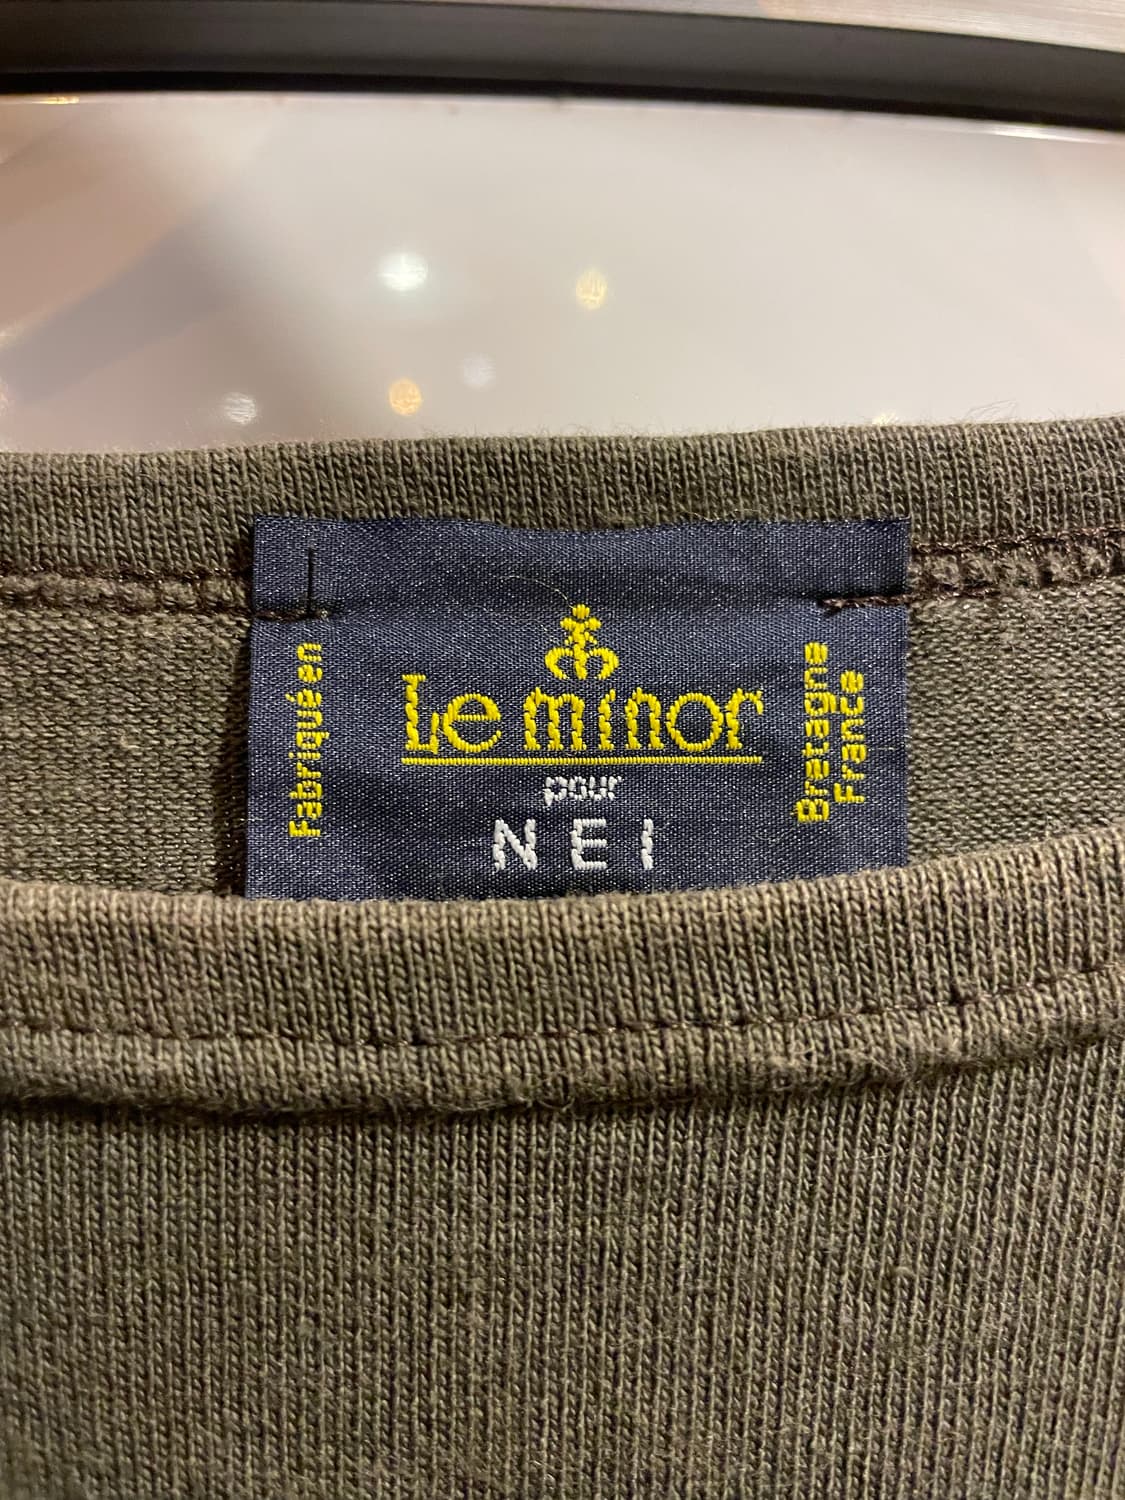 Fabriqué en
Le minor
pour
NEI
Bretagne
France